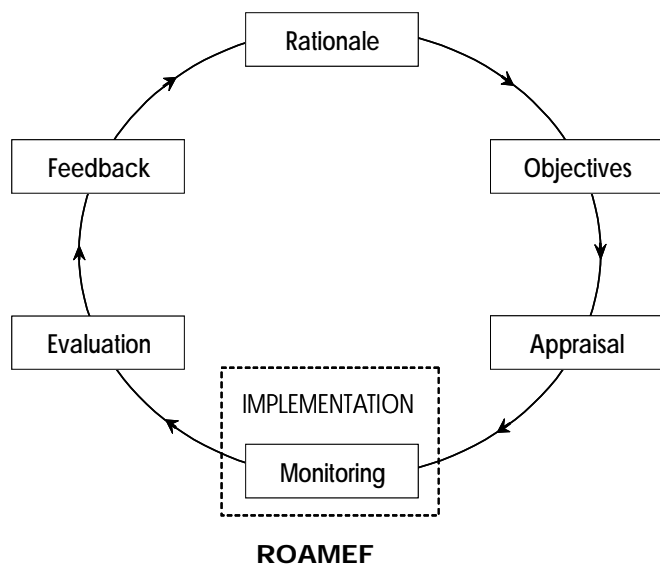 Rationale
Feedback
Objectives
Evaluation
Appraisal
IMPLEMENTATION
Monitoring
ROAMEF